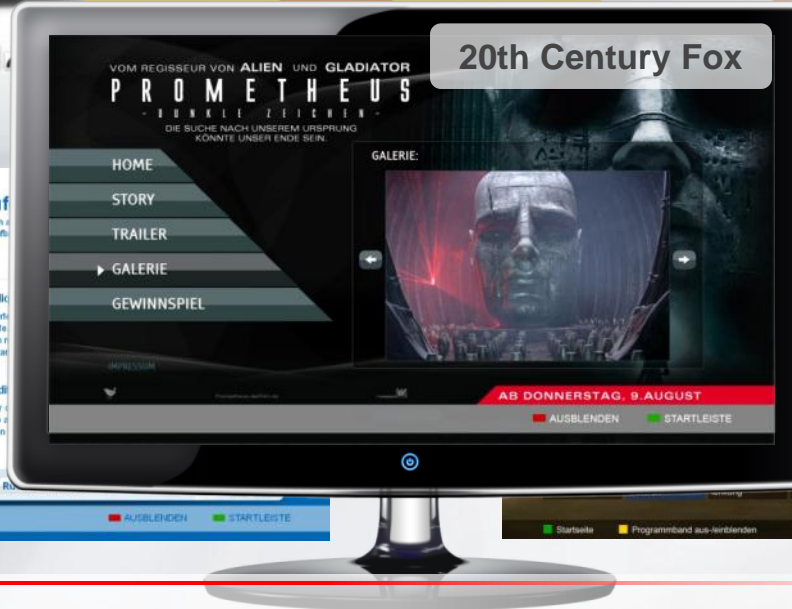 20th Century Fox
VOM REGISSEUR VON ALIEN UND GLADIATOR
PROMETHEUS
- DUNKLE ZEICHEN -
DIE SUCHE NACH UNSEREM URSPRUNG
KÖNNTE UNSER ENDE SEIN.
HOME
STORY
TRAILER
GALERIE
GEWINNSPIEL
GALERIE:
IMPRESSUM
AB DONNERSTAG, 9.AUGUST
AUSBLENDEN STARTLEISTE
AUSBLENDEN STARTLEISTE
Startseite Programmband aus-/einblenden